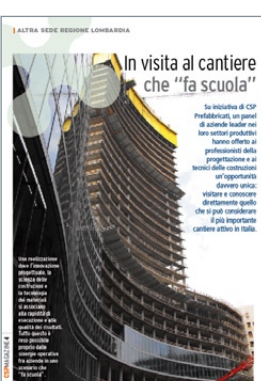 ALTRA SEDE REGIONE LOMBARDIA
In visita al cantiere
che “fa scuola”
Su iniziativa di CSP
Prefabbricati, un panel
di aziende leader nei
loro settori produttivi
hanno offerto ai
professionisti della
progettazione e ai
tecnici delle costruzioni
un'opportunità
davvero unica:
visitare e conoscere
direttamente quello
che si può considerare
il più importante
cantiere attivo in Italia.
Una realizzazione
dove l'innovazione
progettuale, la
scienza delle
costruzioni e
la tecnologia
dei materiali
si associano
alla rapidità di
esecuzione e alla
qualità dei risultati.
Tutto questo è
reso possibile
proprio dalle
sinergie operative
fra aziende in uno
scenario che
“fa scuola”.
CSPMAGAZINE 4